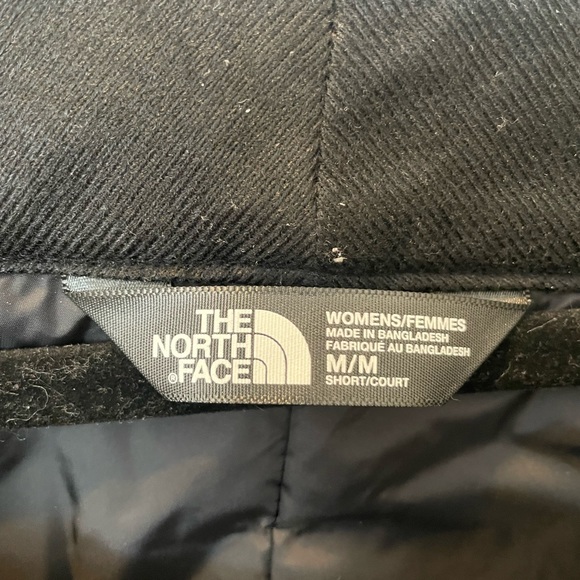 THE
NORTH
®FACE
WOMENS/FEMMES
MADE IN BANGLADESH
FABRIQUÉ AU BANGLADESH
M/M
SHORT/COURT